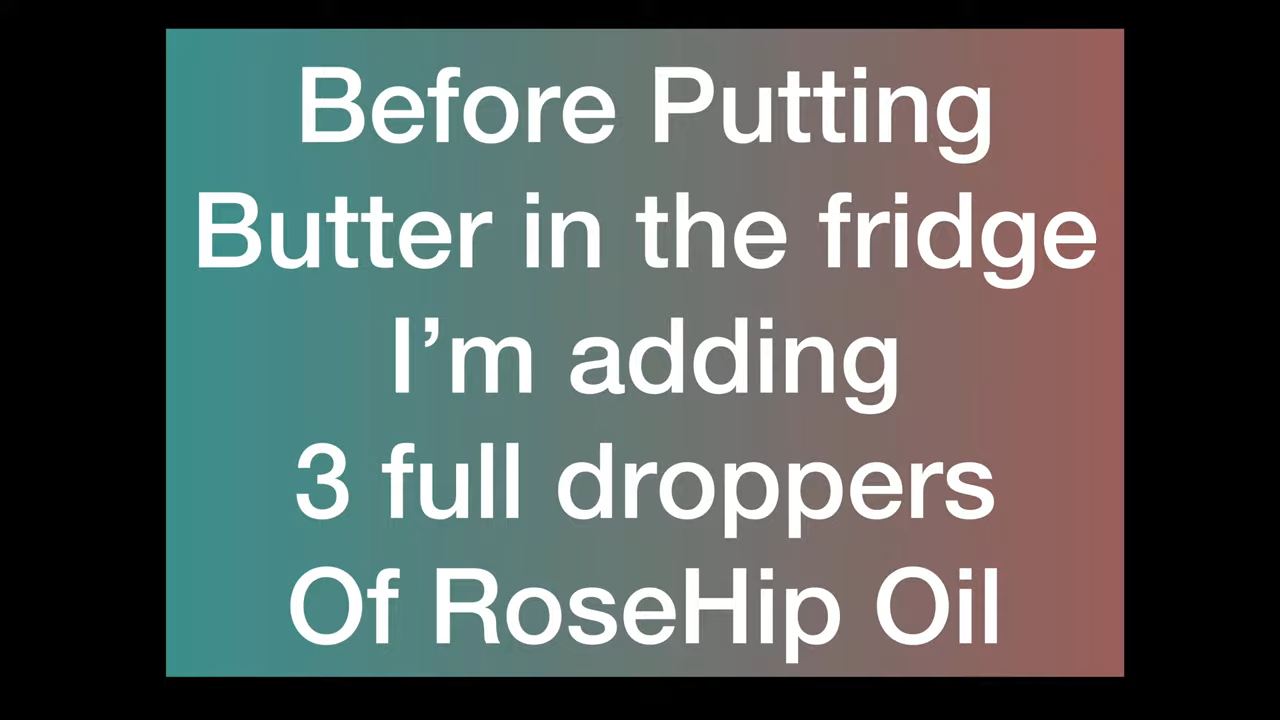 Before Putting
Butter in the fridge
I’m adding
3 full droppers
Of RoseHip Oil